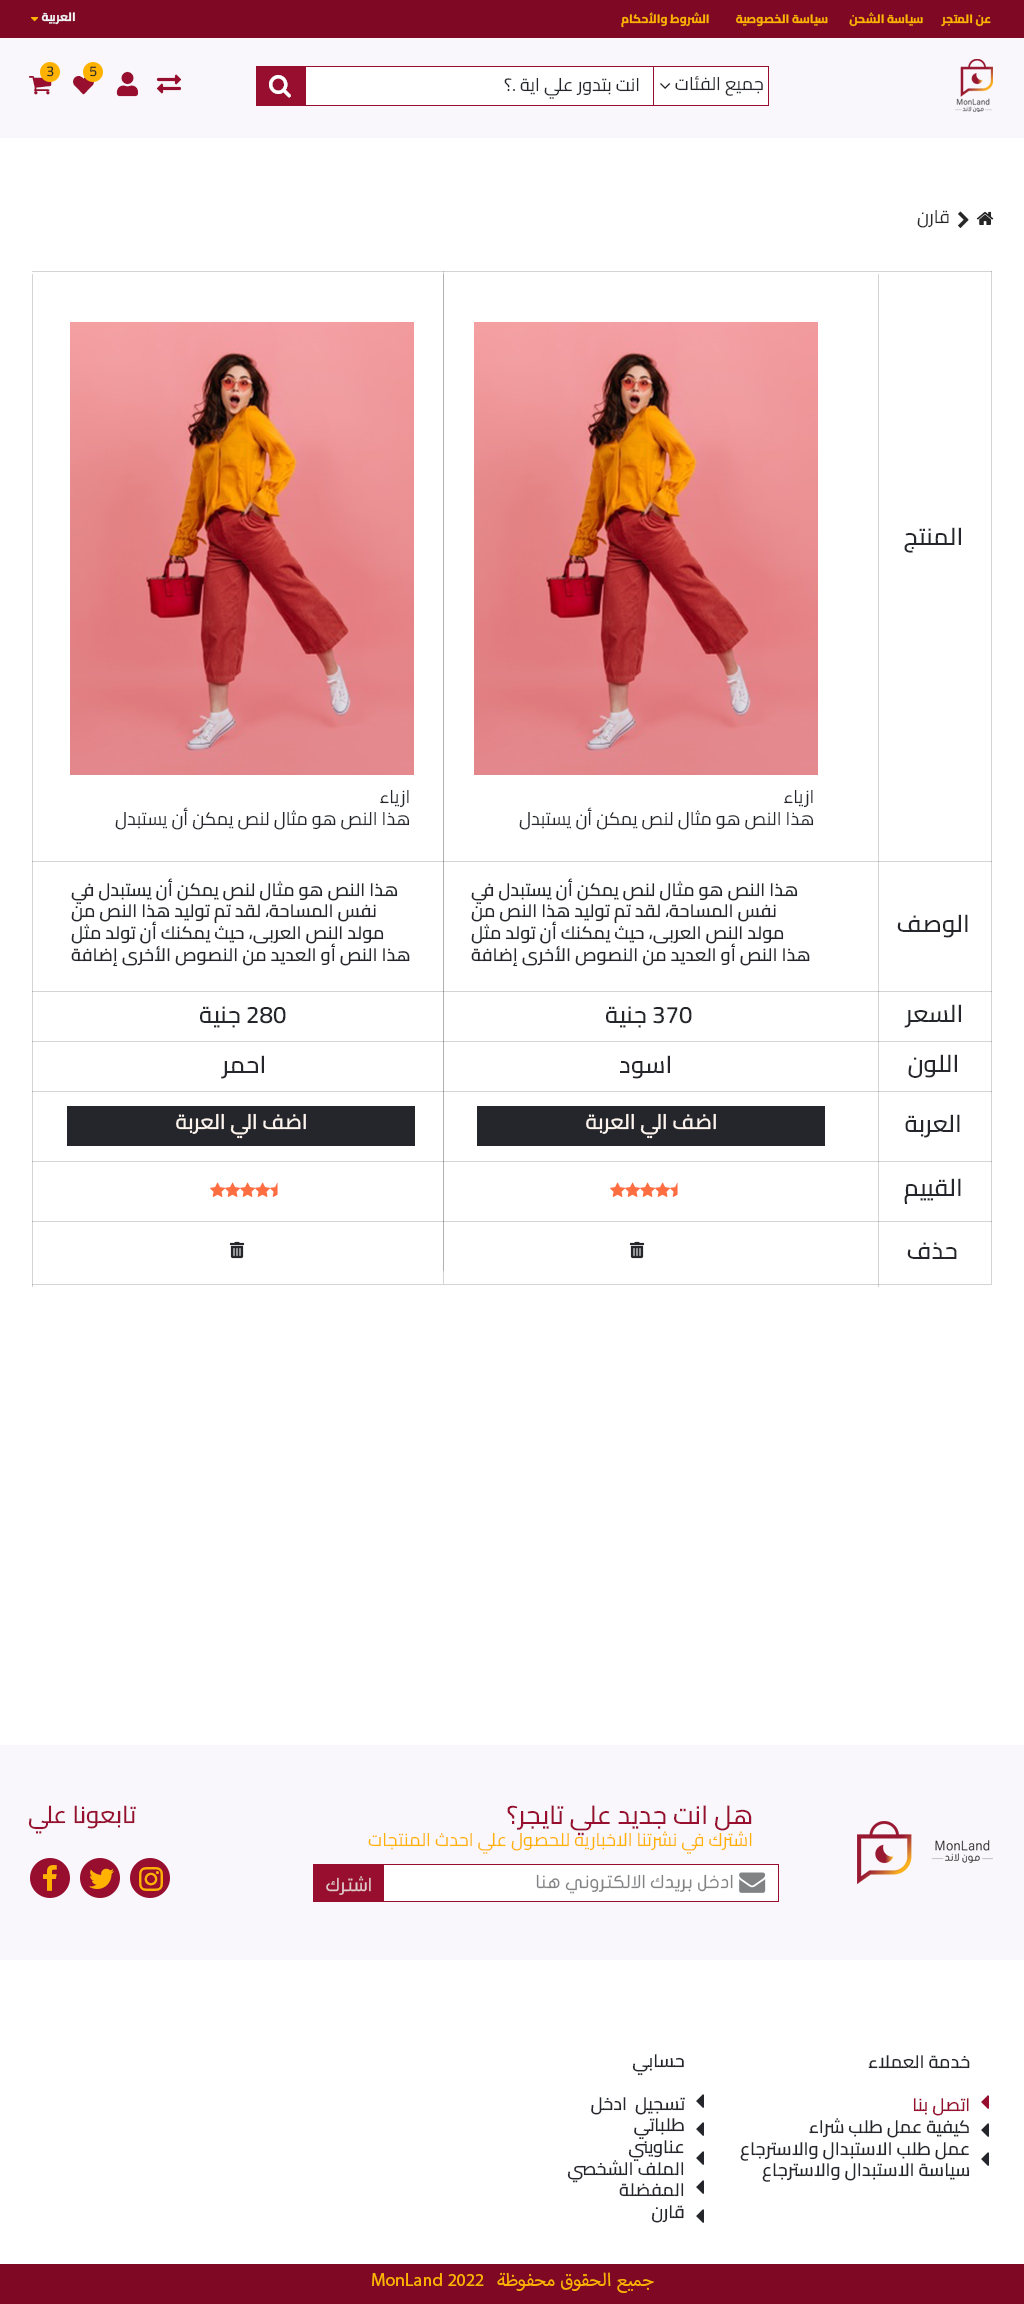 عن المتجر سياسة الشحن سياسة الخصوصية الشروط والأحكام العربية
MonLand
مون لاند
جميع الفئات انت بتدور علي اية .؟
5 3
قارن
المنتج
ازياء
هذا النص هو مثال لنص يمكن أن يستبدل
ازياء
هذا النص هو مثال لنص يمكن أن يستبدل
الوصف
هذا النص هو مثال لنص يمكن أن يستبدل في
نفس المساحة، لقد تم توليد هذا النص من
مولد النص العربى، حيث يمكنك أن تولد مثل
هذا النص أو العديد من النصوص الأخرى إضافة
هذا النص هو مثال لنص يمكن أن يستبدل في
نفس المساحة، لقد تم توليد هذا النص من
مولد النص العربى، حيث يمكنك أن تولد مثل
هذا النص أو العديد من النصوص الأخرى إضافة
السعر 370 جنية 280 جنية
اللون اسود احمر
العربة اضف الي العربة اضف الي العربة
القييم
حذف
MonLand
مون لاند
هل انت جديد علي تايجر؟
اشترك في نشرتنا الاخبارية للحصول علي احدث المنتجات
ادخل بريدك الالكتروني هنا اشترك
تابعونا علي
خدمة العملاء
اتصل بنا
كيفية عمل طلب شراء
عمل طلب الاستبدال والاسترجاع
سياسة الاستبدال والاسترجاع
حسابي
تسجيل ادخل
طلباتي
عناويني
الملف الشخصي
المفضلة
قارن
جميع الحقوق محفوظة MonLand 2022